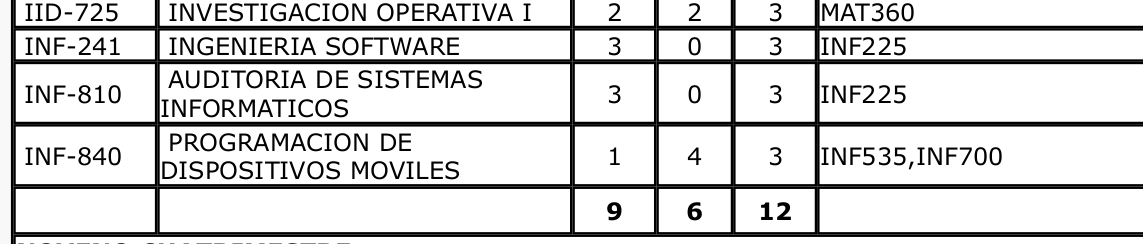 IID-725 INVESTIGACION OPERATIVA I 2 2 3 MAT360
INF-241 INGENIERIA SOFTWARE 3 0 3 INF225
AUDITORIA DE SISTEMAS
INF-810 INFORMATICOS 3 0 3 INF225
PROGRAMACION DE
INF-840 DISPOSITIVOS MOVILES 1 4 3 INF535,INF700
9 6 12